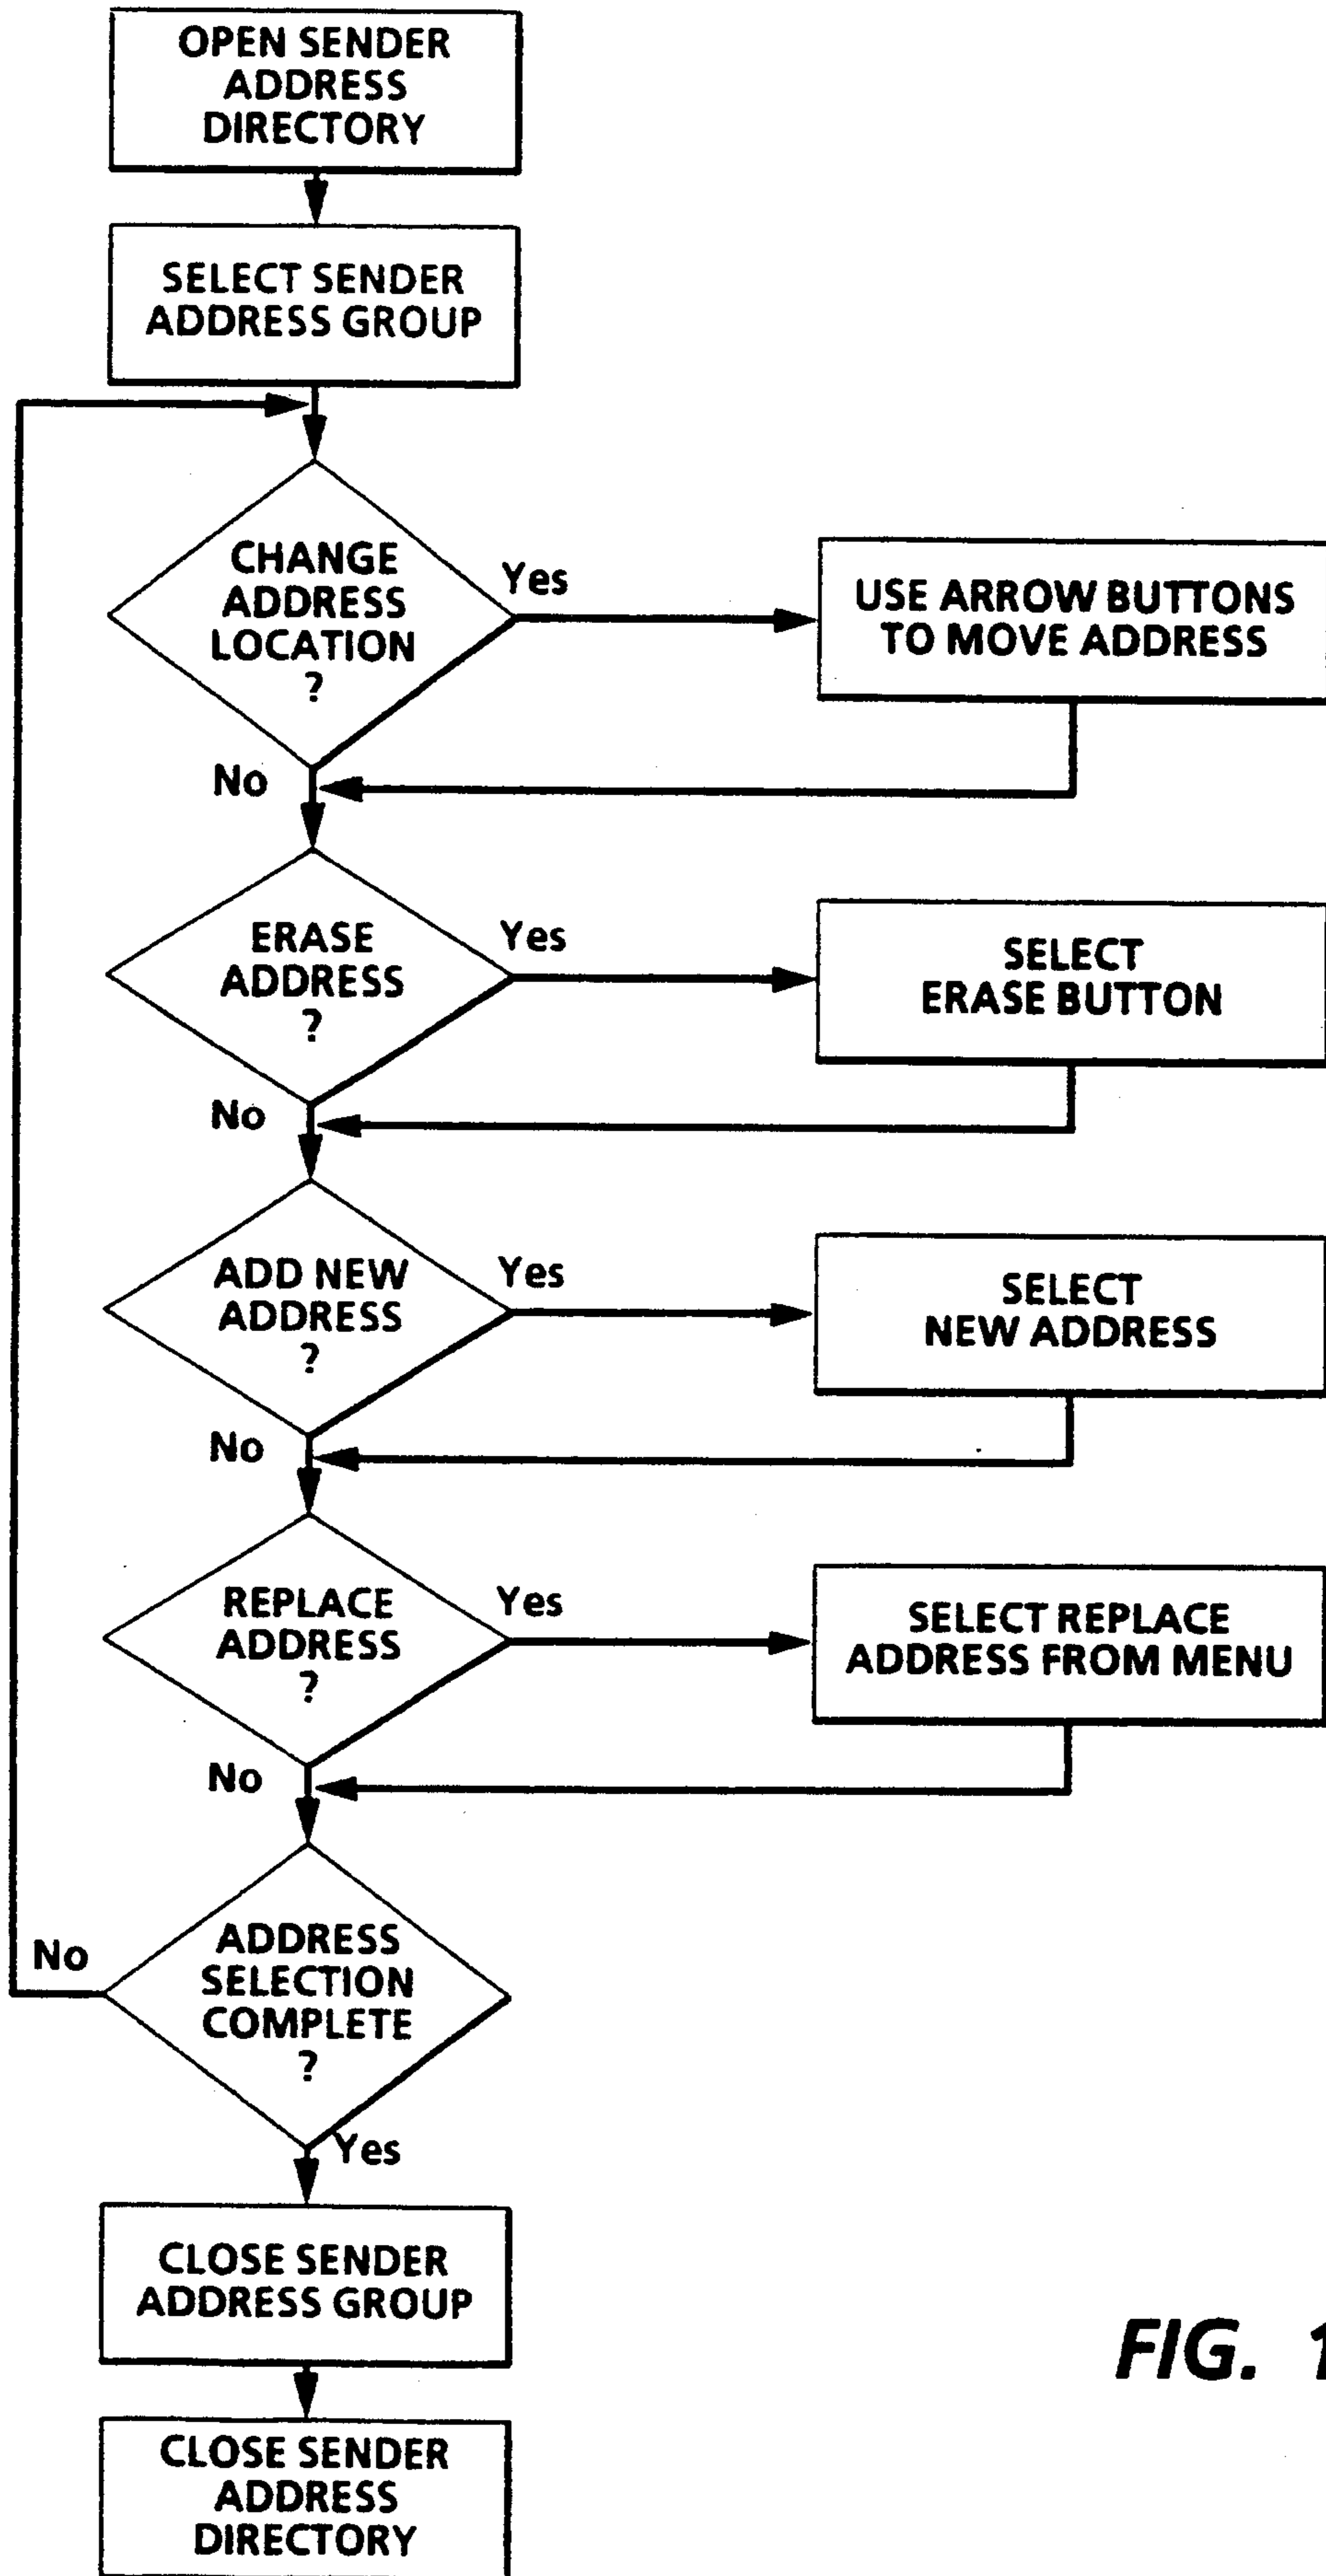 OPEN SENDER
ADDRESS
DIRECTORY
SELECT SENDER
ADDRESS GROUP
CHANGE
ADDRESS
LOCATION
?
Yes
USE ARROW BUTTONS
TO MOVE ADDRESS
No
ERASE
ADDRESS
?
Yes
SELECT
ERASE BUTTON
No
ADD NEW
ADDRESS
?
Yes
SELECT
NEW ADDRESS
No
REPLACE
ADDRESS
?
Yes
SELECT REPLACE
ADDRESS FROM MENU
No
ADDRESS
SELECTION
COMPLETE
?
No
Yes
CLOSE SENDER
ADDRESS GROUP
FIG. 1
CLOSE SENDER
ADDRESS
DIRECTORY